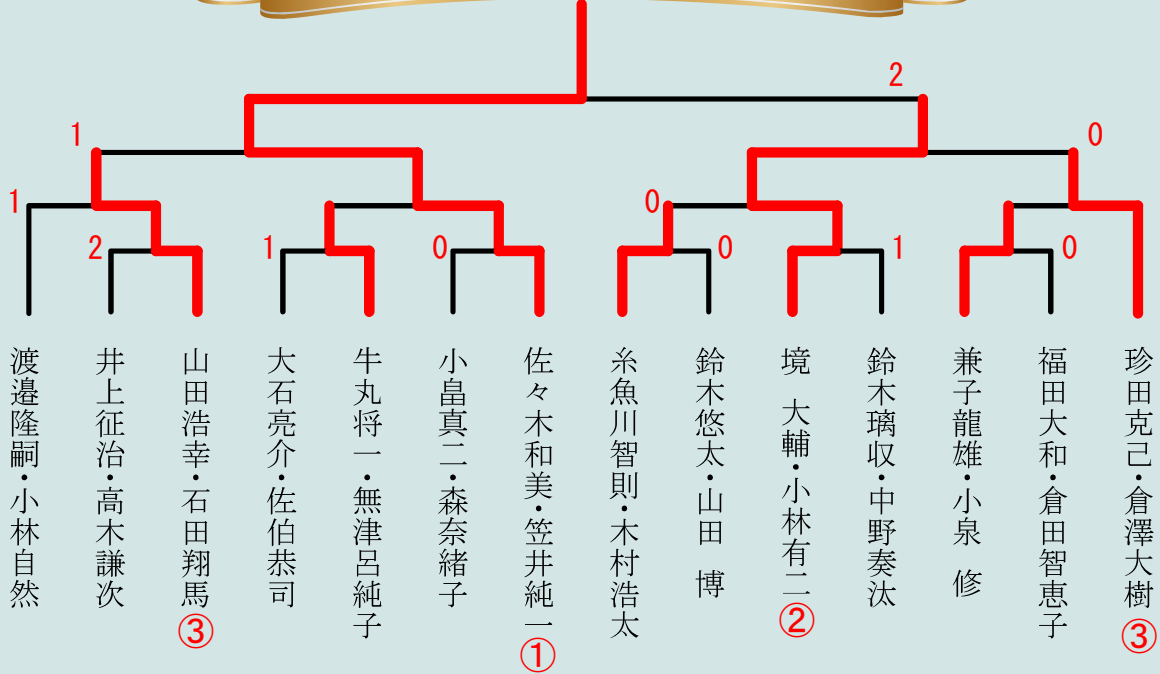 2
1
0
1
0
2
1
0
0
1
0
渡邉隆嗣・小林自然
井上征治・高木謙次
山田浩幸・石田翔馬③
大石亮介・佐伯恭司
牛丸将一・無津呂純子
小畠真二・森奈緒子
佐々木和美・笠井純一①
糸魚川智則・木村浩太
鈴木悠太・山田 博
境 大輔・小林有二②
鈴木璃収・中野奏汰
兼子龍雄・小泉 修
福田大和・倉田智恵子
珍田克己・倉澤大樹③